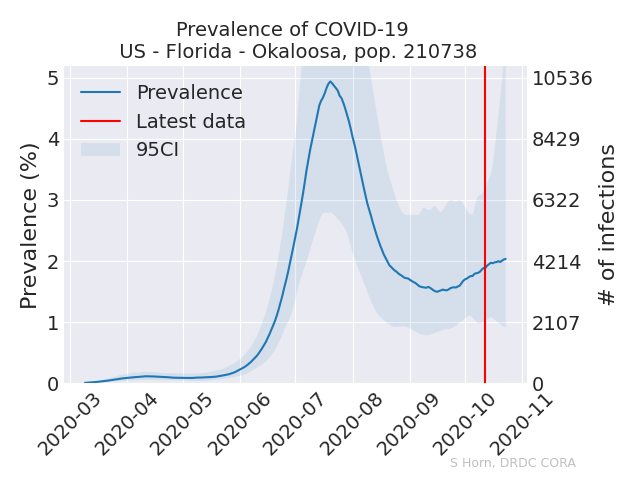 Prevalence of COVID-19
US - Florida - Okaloosa, pop. 210738
Prevalence
Latest data
95CI
Prevalence (%)
5
4
3
2
1
0
10536
8429
6322
4214
2107
0
# of infections
2020-03
2020-04
2020-05
2020-06
2020-07
2020-08
2020-09
2020-10
2020-11
S Horn, DRDC CORA